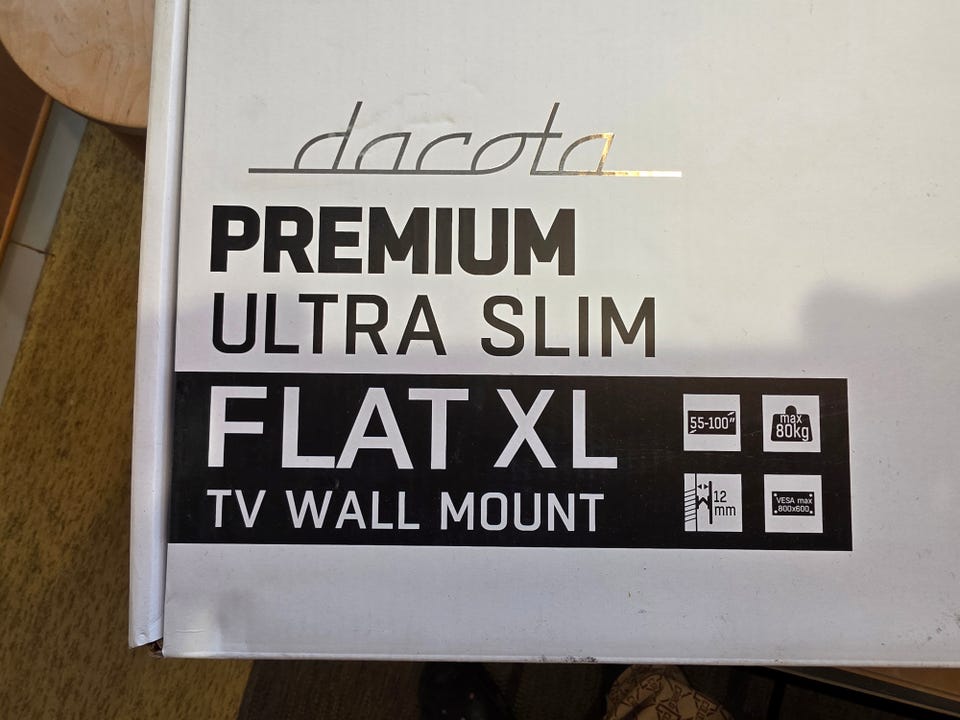 dacota
PREMIUM
ULTRA SLIM
FLAT XL
TV WALL MOUNT
55-100"
max
80kg
12
mm
VESA max
800x600